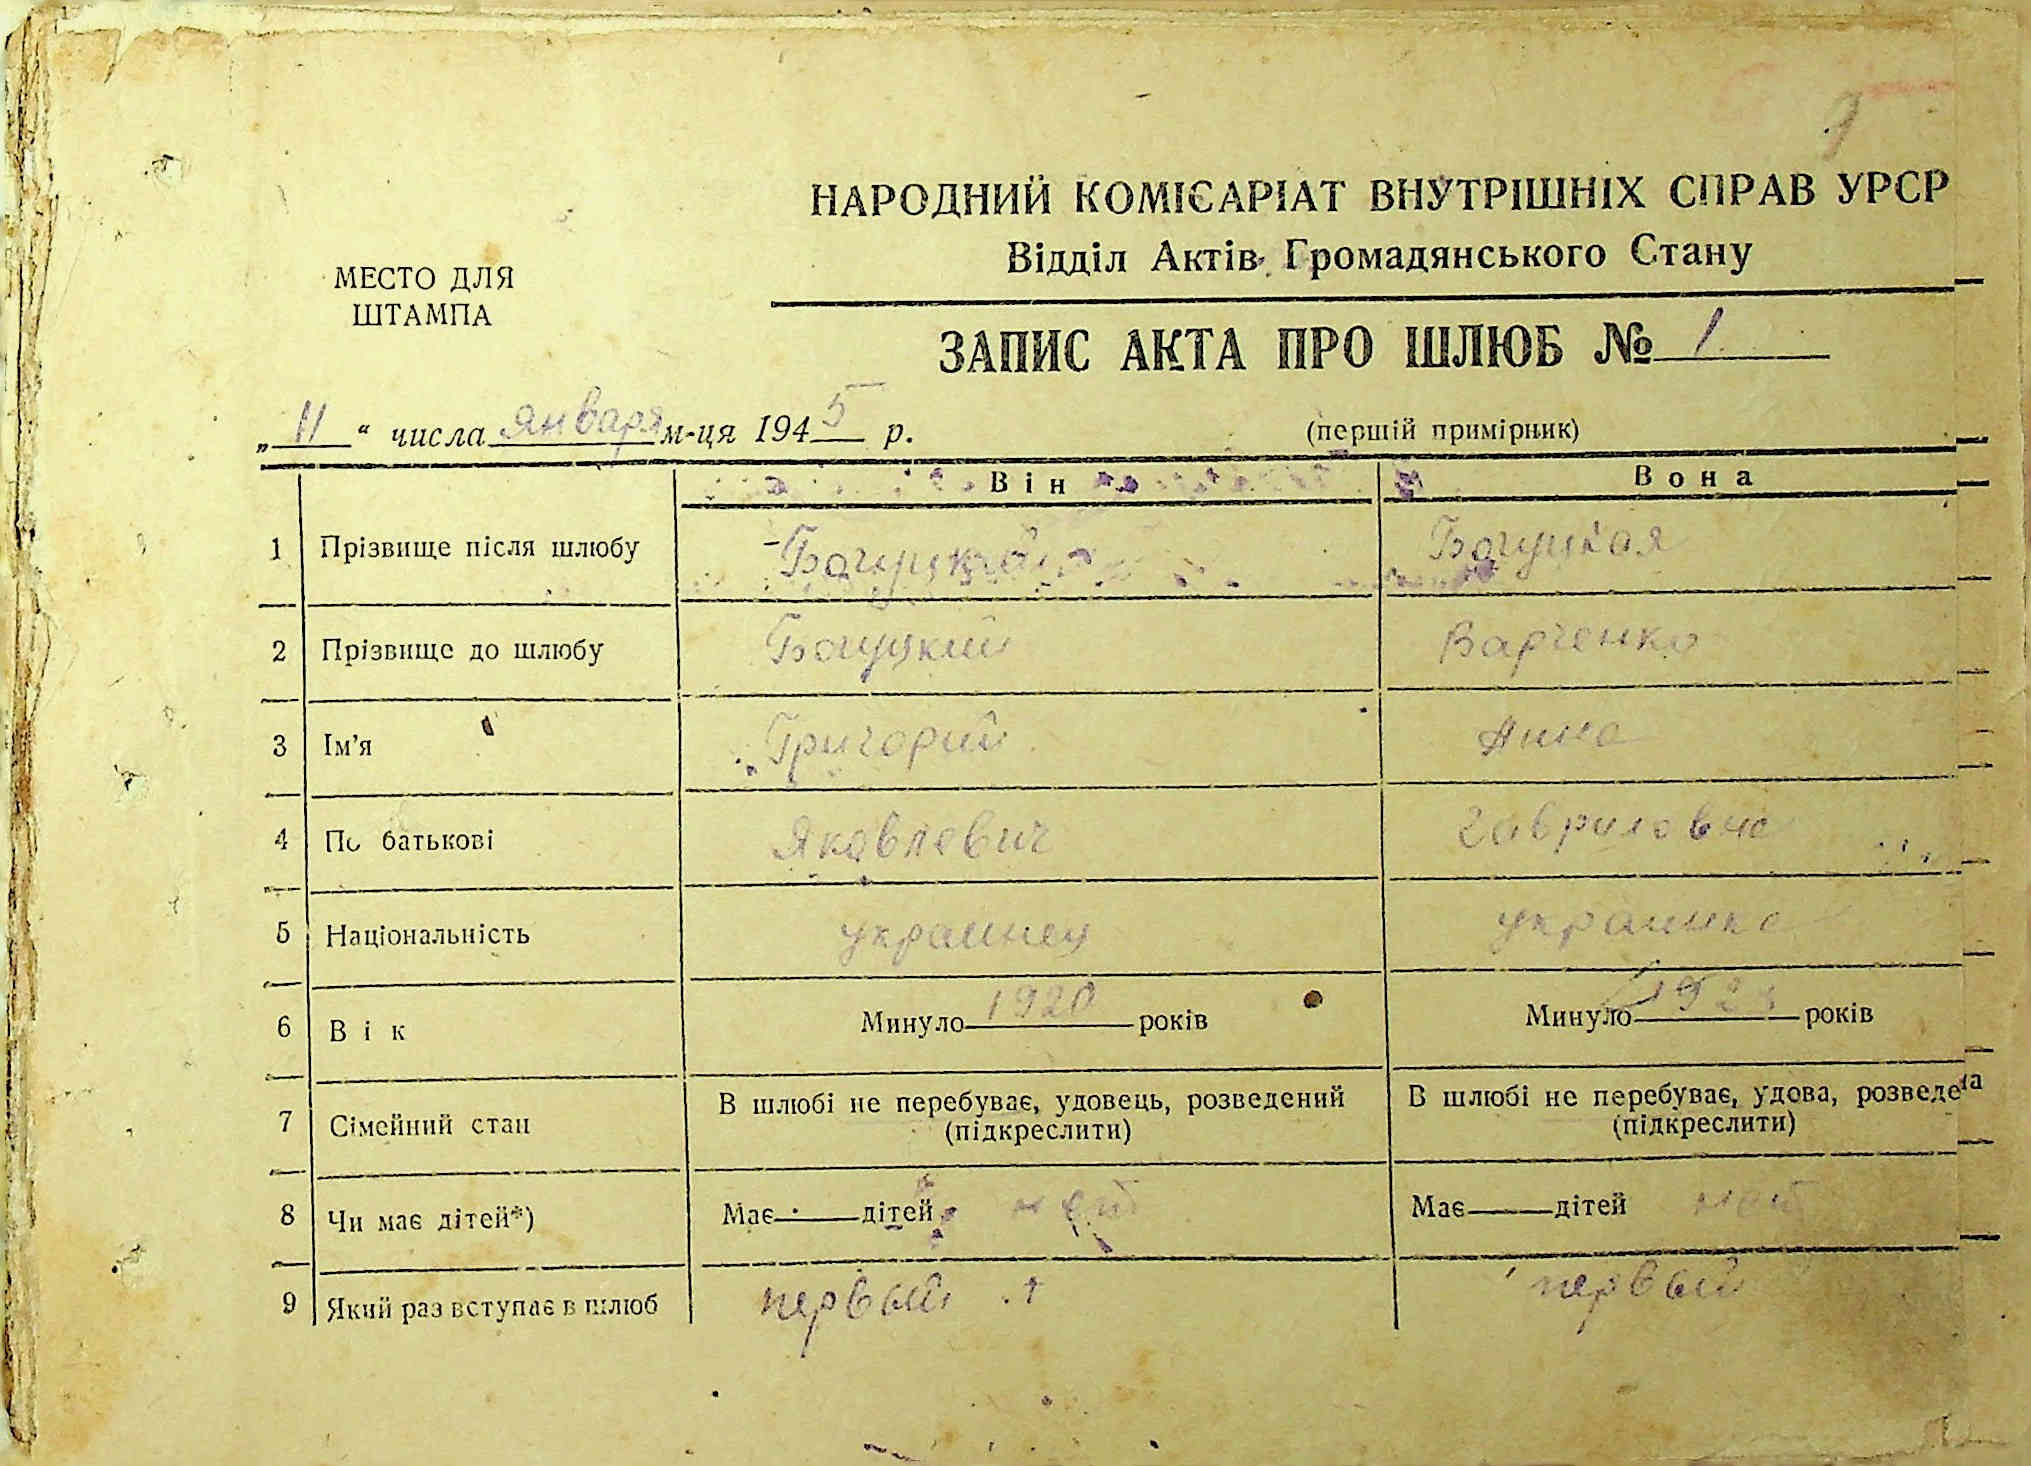 НАРОДНИЙ КОМІСАРІАТ ВНУТРІШНІХ СПРАВ УРСР
Відділ Актів Громадянського Стану
МЕСТО ДЛЯ
ШТАМПА
ЗАПИС АКТА ПРО ШЛЮБ № 1
„11“ числа января м-ця 1945 р.
(першій примірник)
Він Вона
1 Прізвище після шлюбу Богуцкий Богуцкая
2 Прізвище до шлюбу Богуцкий Варченко
3 Ім'я Григорий
4 По батькові Яковлевич Гавриловна
5 Національність украинец украинка
6 Вік Минуло 1920 років Минуло років
7 Сімейний стан В шлюбі не перебуває, удовець, розведений В шлюбі не перебуває, удова, розведена
(підкреслити) (підкреслити)
8 Чи має дітей*) Має дітей нет Має дітей нет
9 Який раз вступає в шлюб первый первый